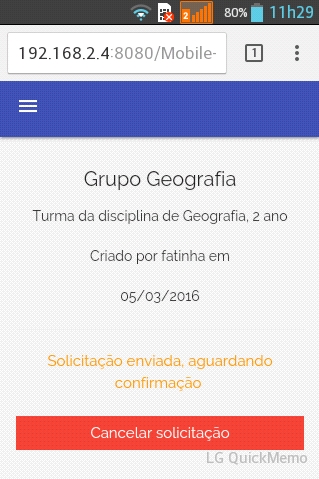 80% 11h29
192.168.2.4:8080/Mobile-
1
2
Grupo Geografia
Turma da disciplina de Geografia, 2 ano
Criado por fatinha em
05/03/2016
Solicitação enviada, aguardando
confirmação
Cancelar solicitação
LG QuickMemo